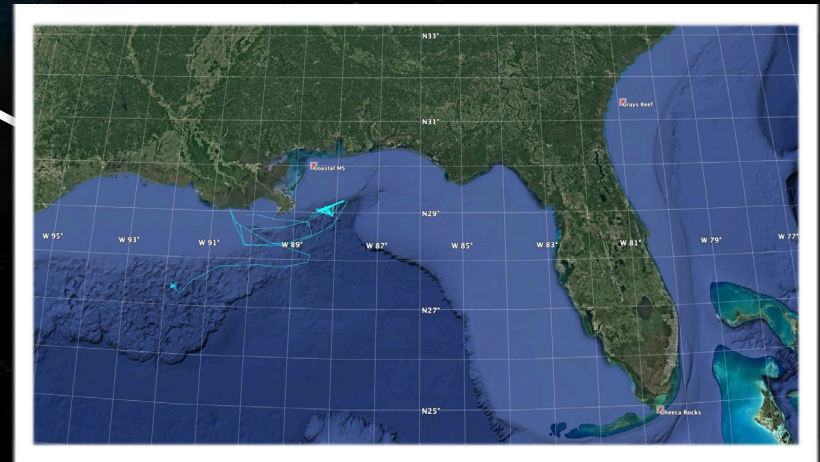 N33°
Grays Reef
N31°
Coastal MS
N29°
W 95°
W 93°
W 91°
W 89°
W 87°
W 85°
W 83°
W 81°
W 79°
W 77°
N27°
N25°
Cheeca Rocks